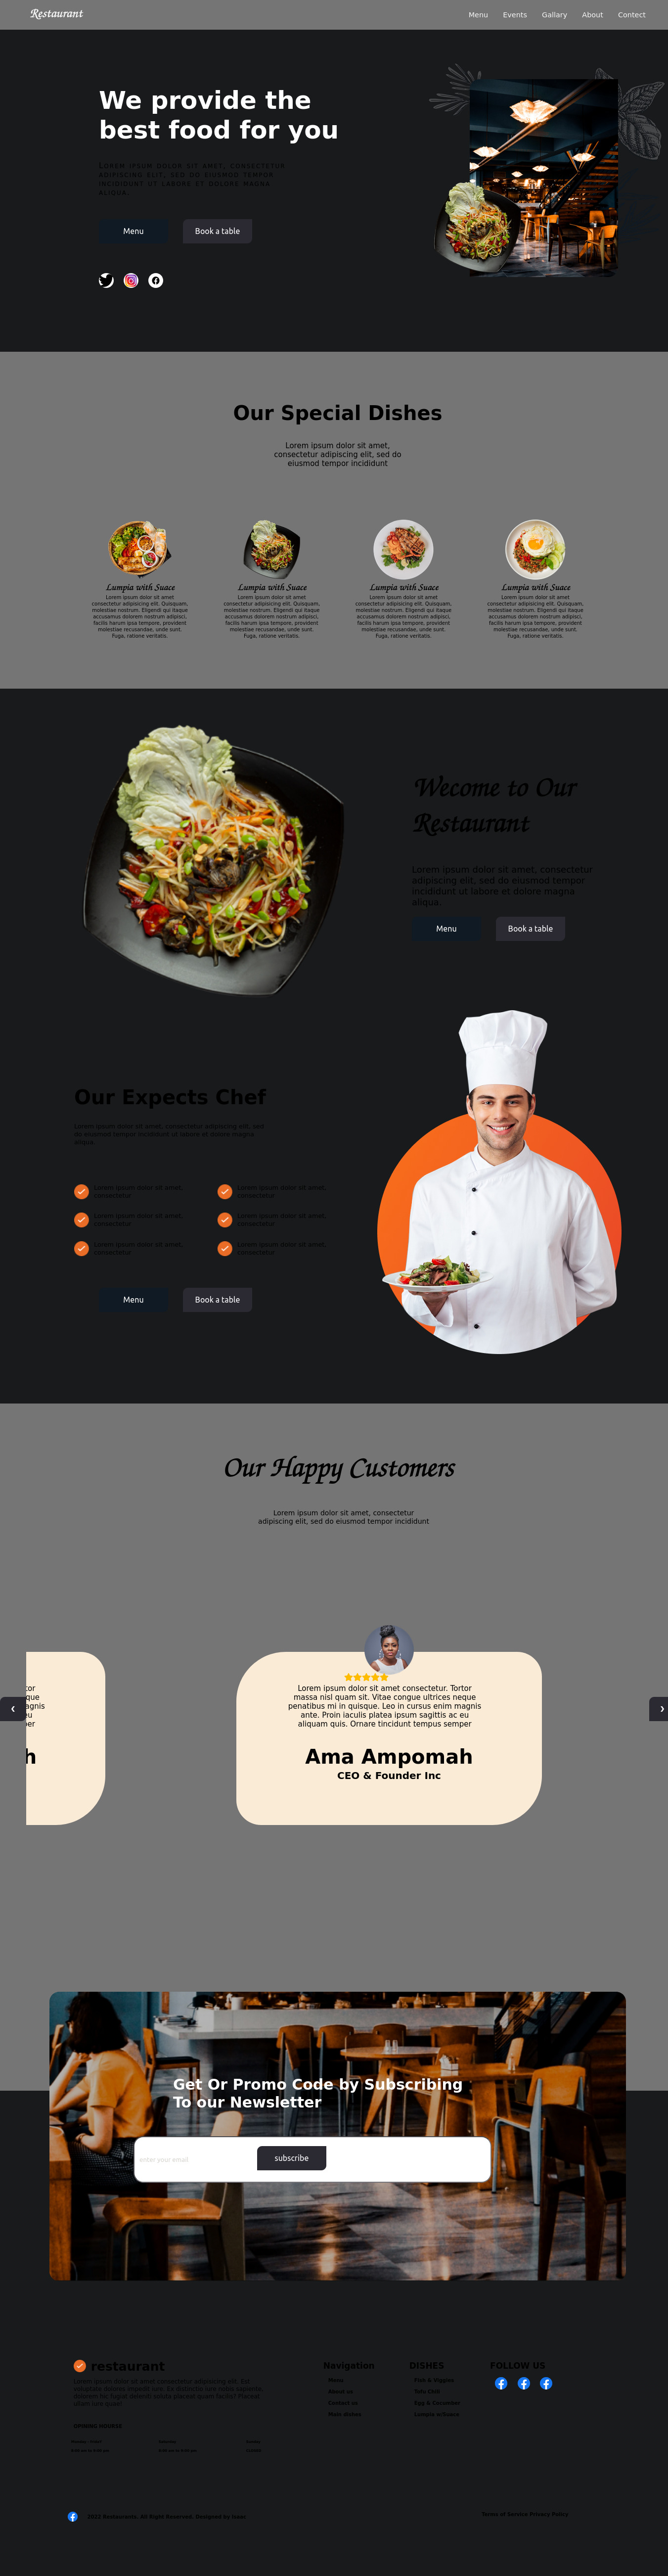 Restaurant
Menu Events Gallary About Contect
We provide the
best food for you
Lorem ipsum dolor sit amet, consectetur
adipiscing elit, sed do eiusmod tempor
incididunt ut labore et dolore magna
aliqua.
Menu Book a table
Our Special Dishes
Lorem ipsum dolor sit amet,
consectetur adipiscing elit, sed do
eiusmod tempor incididunt
Lumpia with Suace
Lorem ipsum dolor sit amet
consectetur adipisicing elit. Quisquam,
molestiae nostrum. Eligendi qui itaque
accusamus dolorem nostrum adipisci,
facilis harum ipsa tempore, provident
molestiae recusandae, unde sunt.
Fuga, ratione veritatis.
Lumpia with Suace
Lorem ipsum dolor sit amet
consectetur adipisicing elit. Quisquam,
molestiae nostrum. Eligendi qui itaque
accusamus dolorem nostrum adipisci,
facilis harum ipsa tempore, provident
molestiae recusandae, unde sunt.
Fuga, ratione veritatis.
Lumpia with Suace
Lorem ipsum dolor sit amet
consectetur adipisicing elit. Quisquam,
molestiae nostrum. Eligendi qui itaque
accusamus dolorem nostrum adipisci,
facilis harum ipsa tempore, provident
molestiae recusandae, unde sunt.
Fuga, ratione veritatis.
Lumpia with Suace
Lorem ipsum dolor sit amet
consectetur adipisicing elit. Quisquam,
molestiae nostrum. Eligendi qui itaque
accusamus dolorem nostrum adipisci,
facilis harum ipsa tempore, provident
molestiae recusandae, unde sunt.
Fuga, ratione veritatis.
Wecome to Our
Restaurant
Lorem ipsum dolor sit amet, consectetur
adipiscing elit, sed do eiusmod tempor
incididunt ut labore et dolore magna
aliqua.
Menu Book a table
Our Expects Chef
Lorem ipsum dolor sit amet, consectetur adipiscing elit, sed
do eiusmod tempor incididunt ut labore et dolore magna
aliqua.
Lorem ipsum dolor sit amet,
consectetur
Lorem ipsum dolor sit amet,
consectetur
Lorem ipsum dolor sit amet,
consectetur
Lorem ipsum dolor sit amet,
consectetur
Lorem ipsum dolor sit amet,
consectetur
Lorem ipsum dolor sit amet,
consectetur
Menu Book a table
Our Happy Customers
Lorem ipsum dolor sit amet, consectetur
adipiscing elit, sed do eiusmod tempor incididunt
tor
que
agnis
eu
per
h
Lorem ipsum dolor sit amet consectetur. Tortor
massa nisl quam sit. Vitae congue ultrices neque
penatibus mi in quisque. Leo in cursus enim magnis
ante. Proin iaculis platea ipsum sagittis ac eu
aliquam quis. Ornare tincidunt tempus semper
Ama Ampomah
CEO & Founder Inc
Get Or Promo Code by Subscribing
To our Newsletter
enter your email
subscribe
restaurant
Navigation
Menu
About us
Contact us
Main dishes
DISHES
Fish & Viggies
Tofu Chili
Egg & Cucumber
FOLLOW US
OPENING HOURSE
Terms of Service Privacy Policy